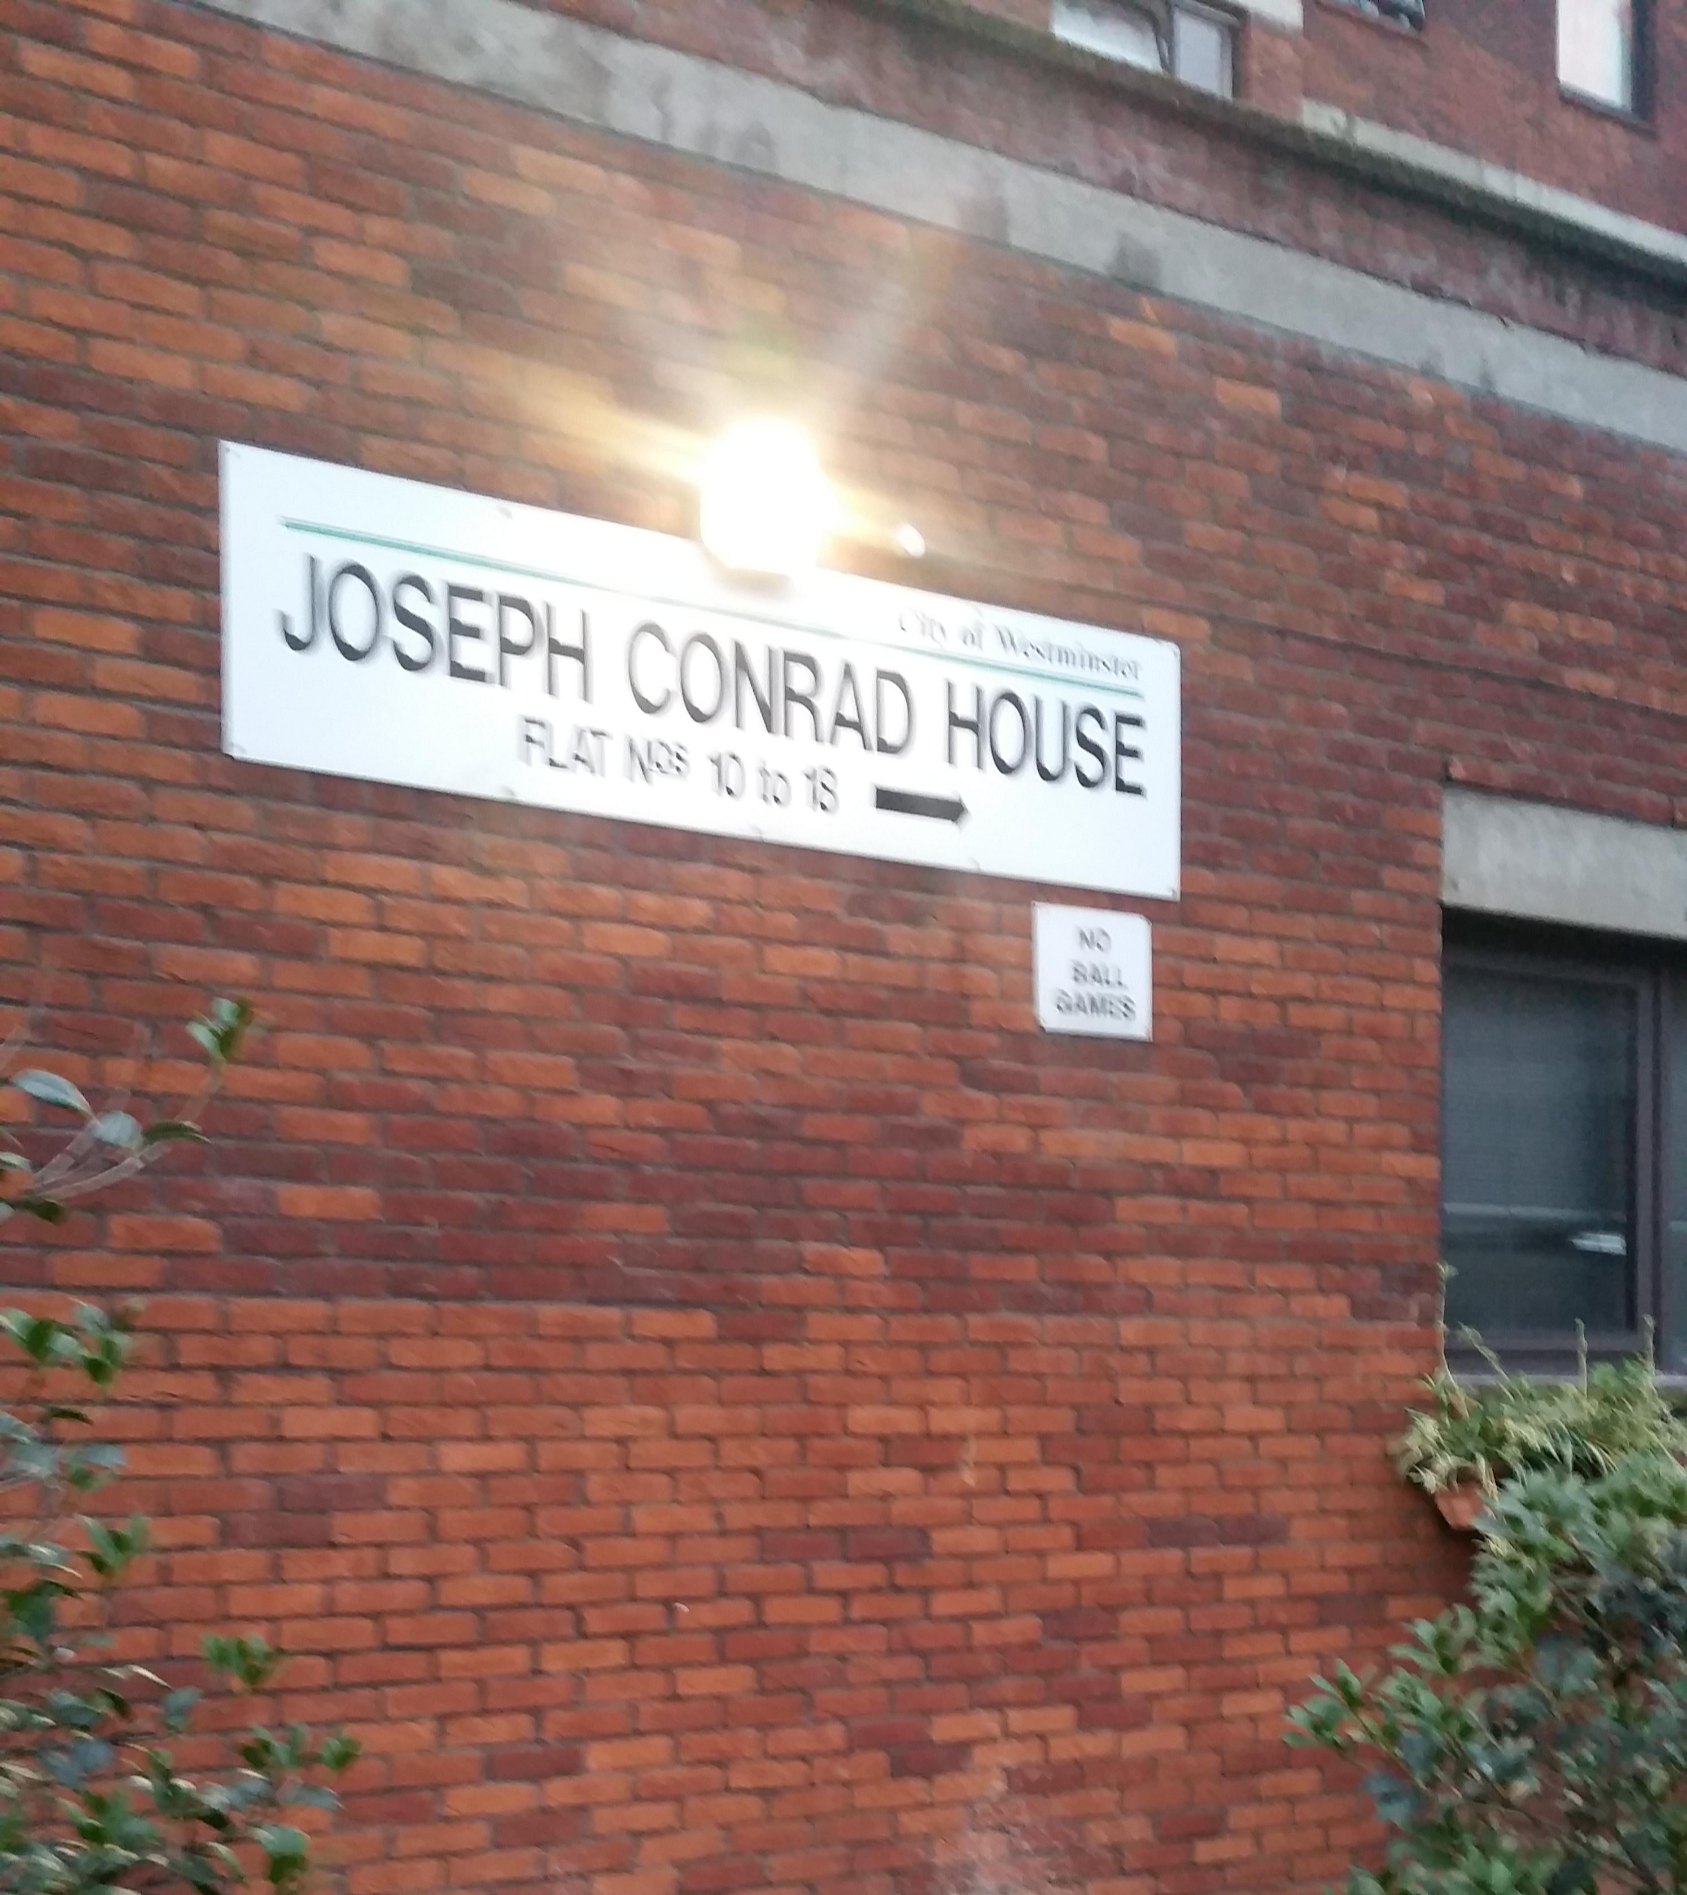 City of Westminster
JOSEPH CONRAD HOUSE
FLAT Nos 10 to 18
NO
BALL
GAMES